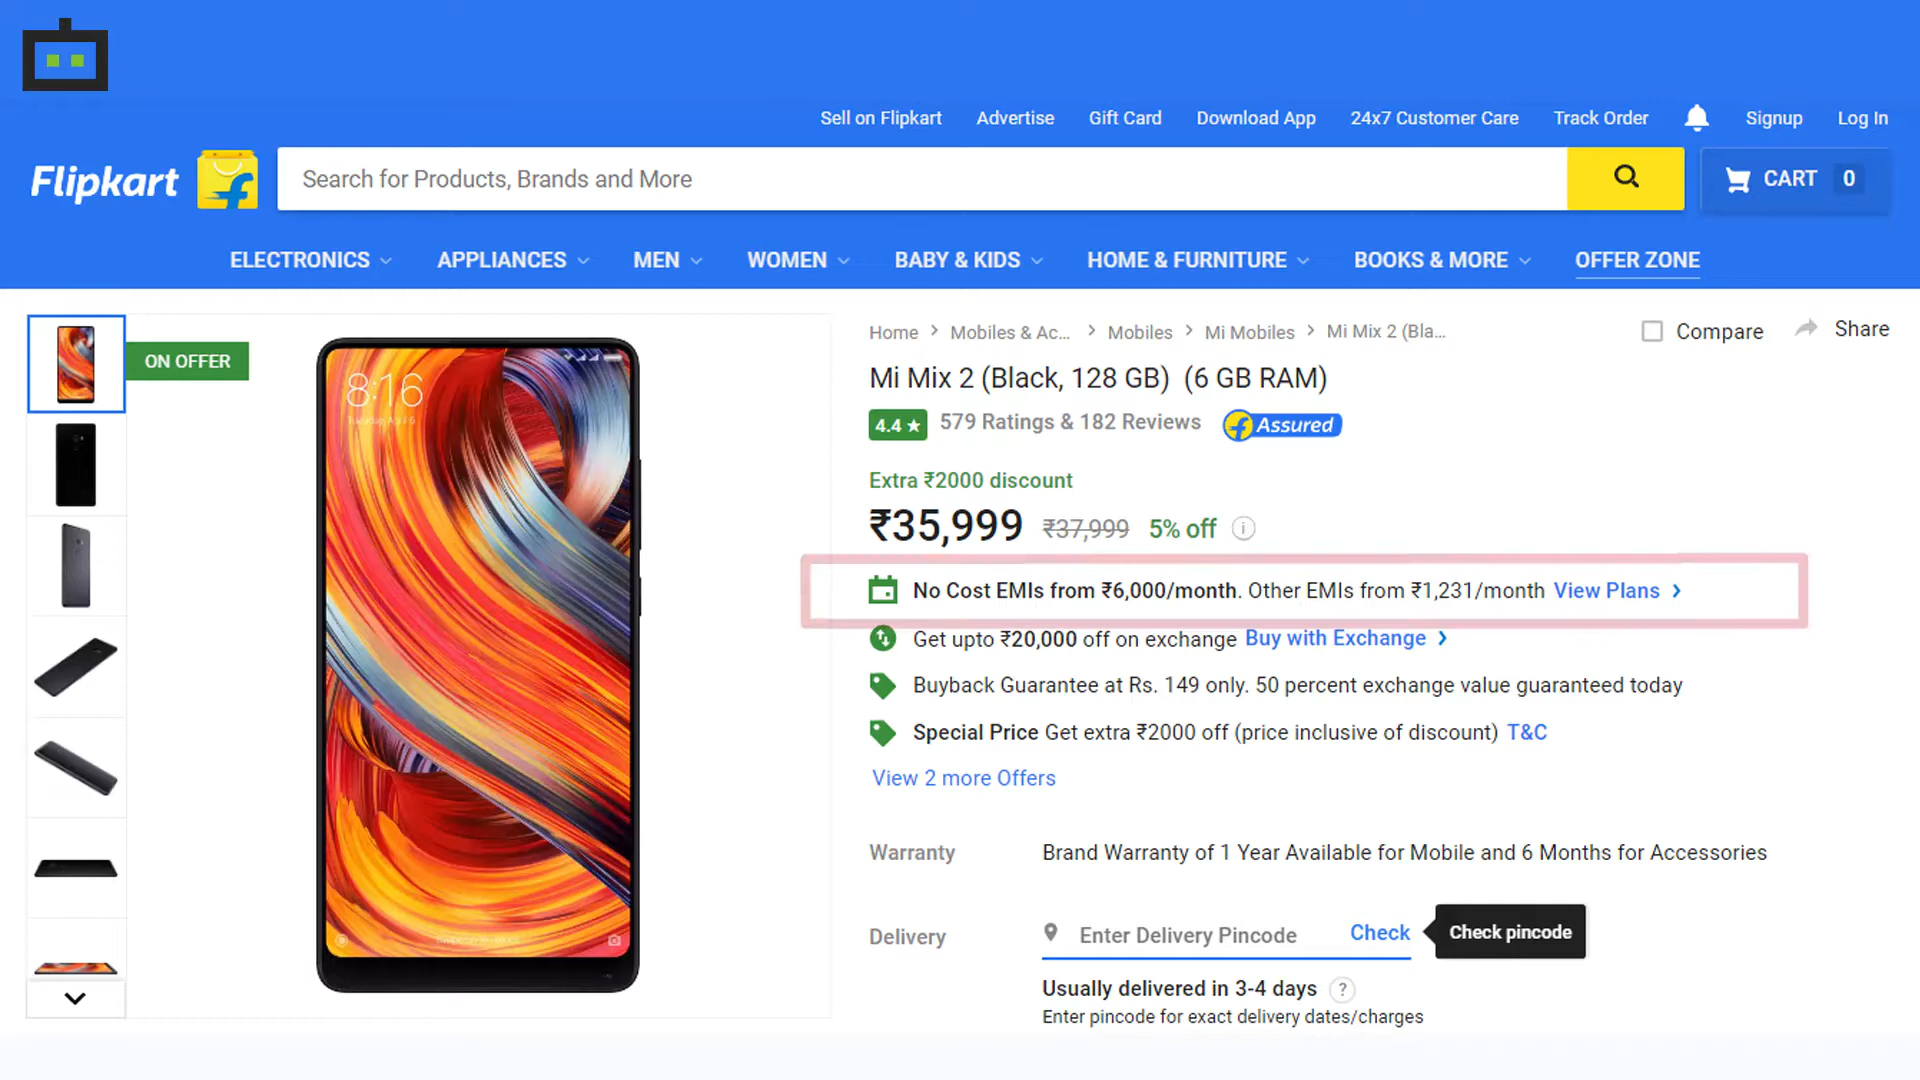 Sell on Flipkart Advertise Gift Card Download App 24x7 Customer Care Track Order Signup Log In
Flipkart Search for Products, Brands and More CART 0
ELECTRONICS APPLIANCES MEN WOMEN BABY & KIDS HOME & FURNITURE BOOKS & MORE OFFER ZONE
Home > Mobiles & Ac... > Mobiles > Mi Mobiles > Mi Mix 2 (Bla... Compare Share
ON OFFER
8:16
Tuesday April 6
Mi Mix 2 (Black, 128 GB) (6 GB RAM)
4.4 ★ 579 Ratings & 182 Reviews Assured
Extra ₹2000 discount
₹35,999 ₹37,999 5% off
No Cost EMIs from ₹6,000/month. Other EMIs from ₹1,231/month View Plans
Get upto ₹20,000 off on exchange Buy with Exchange
Buyback Guarantee at Rs. 149 only. 50 percent exchange value guaranteed today
Special Price Get extra ₹2000 off (price inclusive of discount) T&C
View 2 more Offers
Warranty Brand Warranty of 1 Year Available for Mobile and 6 Months for Accessories
Delivery Enter Delivery Pincode Check Check pincode
Usually delivered in 3-4 days ?
Enter pincode for exact delivery dates/charges